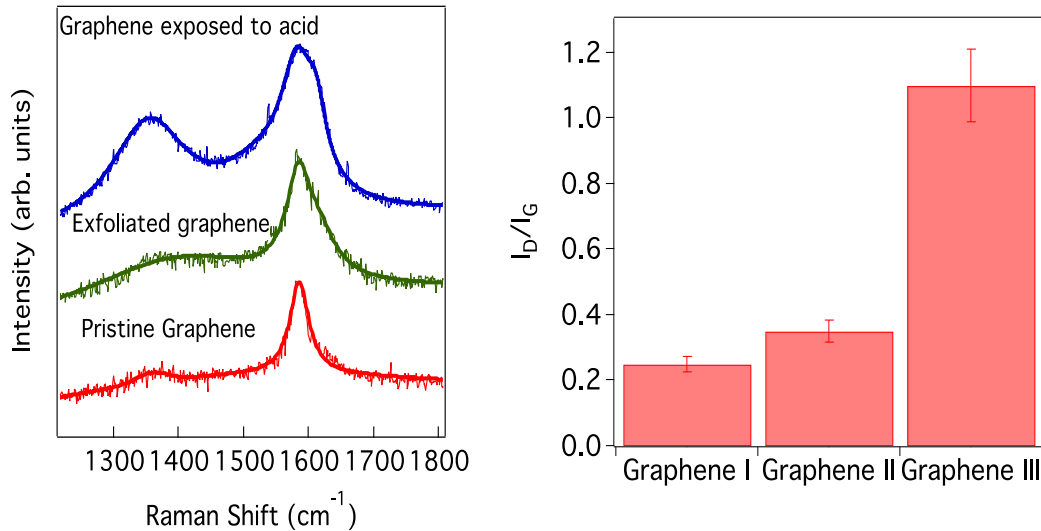 Graphene exposed to acid
Exfoliated graphene
Pristine Graphene
Intensity (arb. units)
1300 1400 1500 1600 1700 1800
Raman Shift (cm⁻¹)
I_D/I_G
1.2
1.0
0.8
0.6
0.4
0.2
0.0
Graphene I Graphene II Graphene III